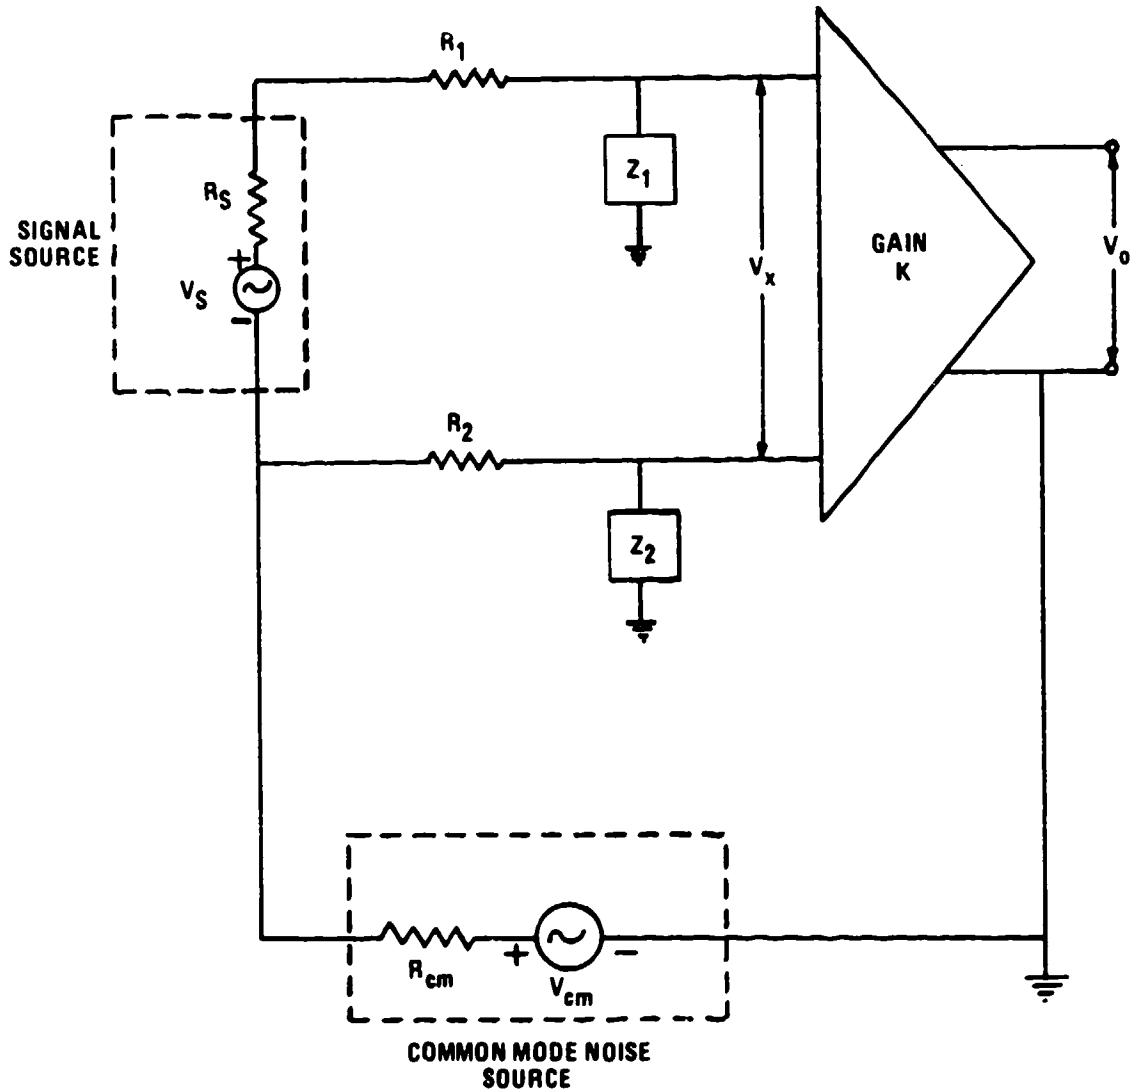 R1
Z1
RS
SIGNAL
SOURCE
+
VS
−
Vx
GAIN
K
Vo
R2
Z2
Rcm
+
Vcm
−
COMMON MODE NOISE
SOURCE